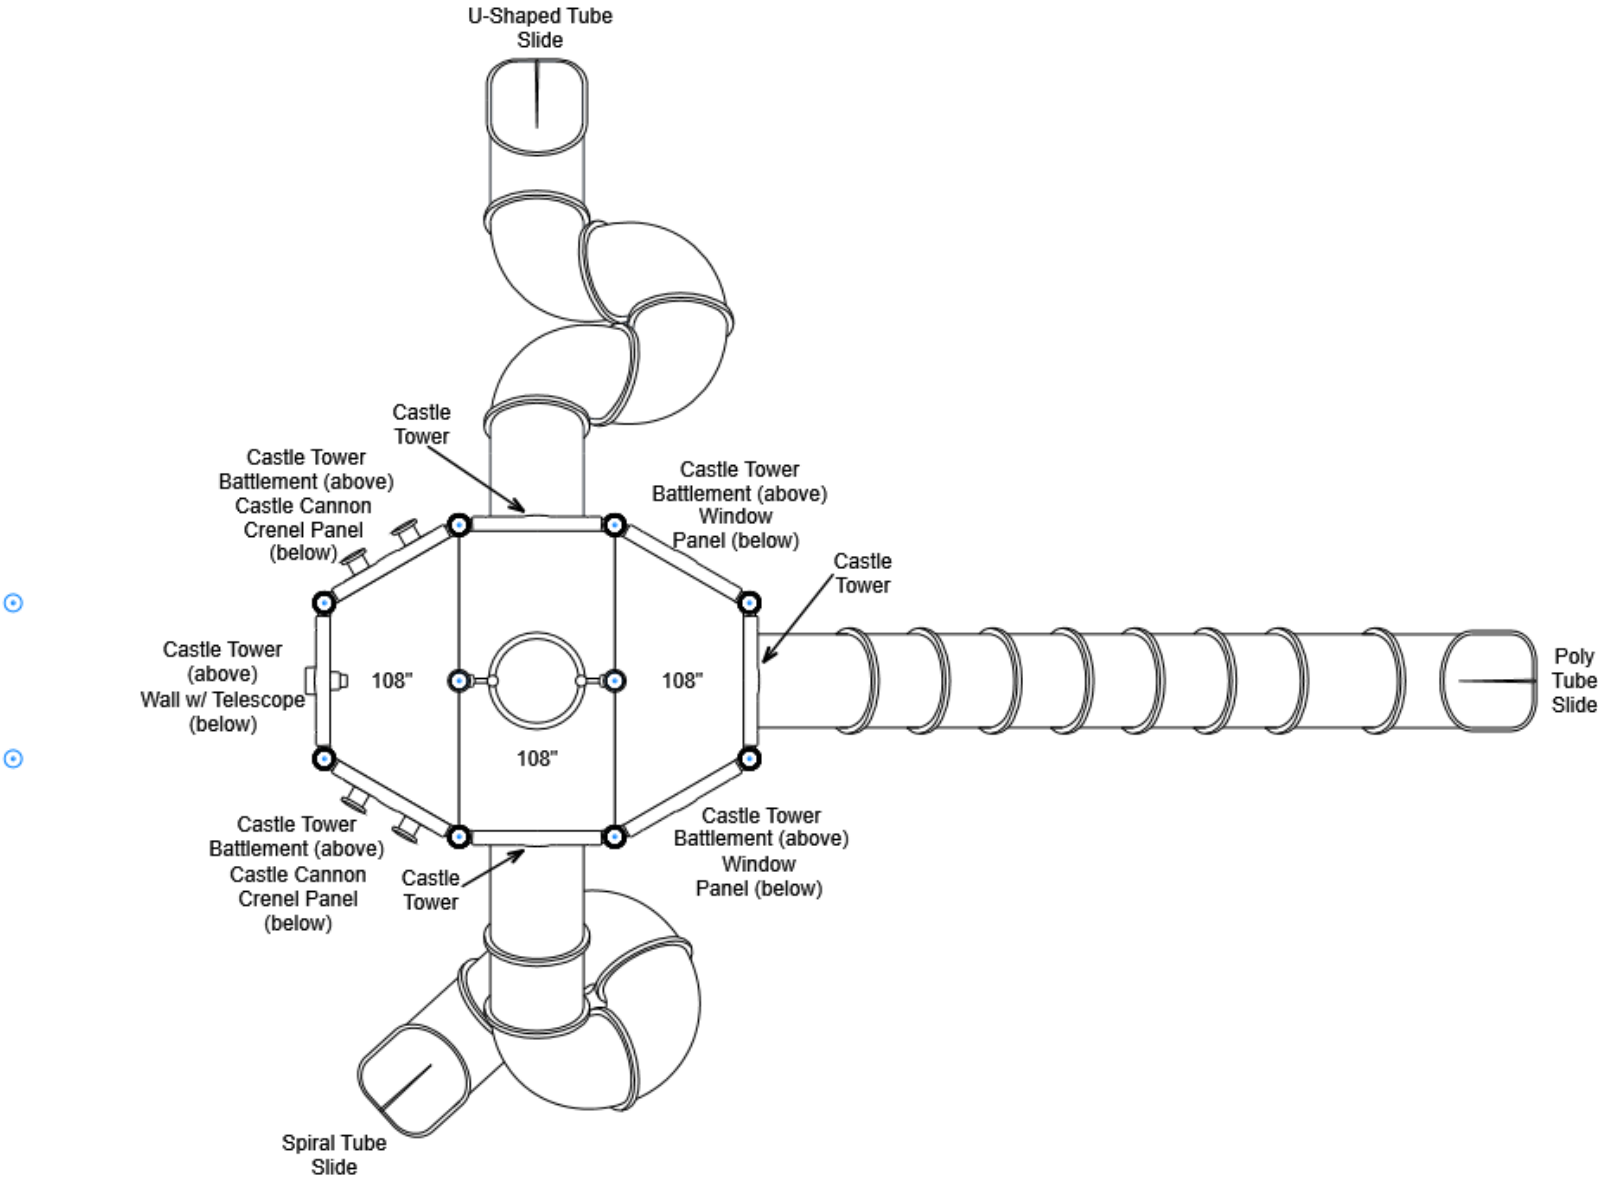 U-Shaped Tube
Slide
Castle
Tower
Castle Tower
Battlement (above)
Castle Cannon
Crenel Panel
(below)
Castle Tower
Battlement (above)
Window
Panel (below)
Castle
Tower
Castle Tower
(above)
Wall w/ Telescope
(below)
108"
108"
108"
Poly
Tube
Slide
Castle Tower
Battlement (above)
Castle Cannon
Crenel Panel
(below)
Castle
Tower
Castle Tower
Battlement (above)
Window
Panel (below)
Spiral Tube
Slide